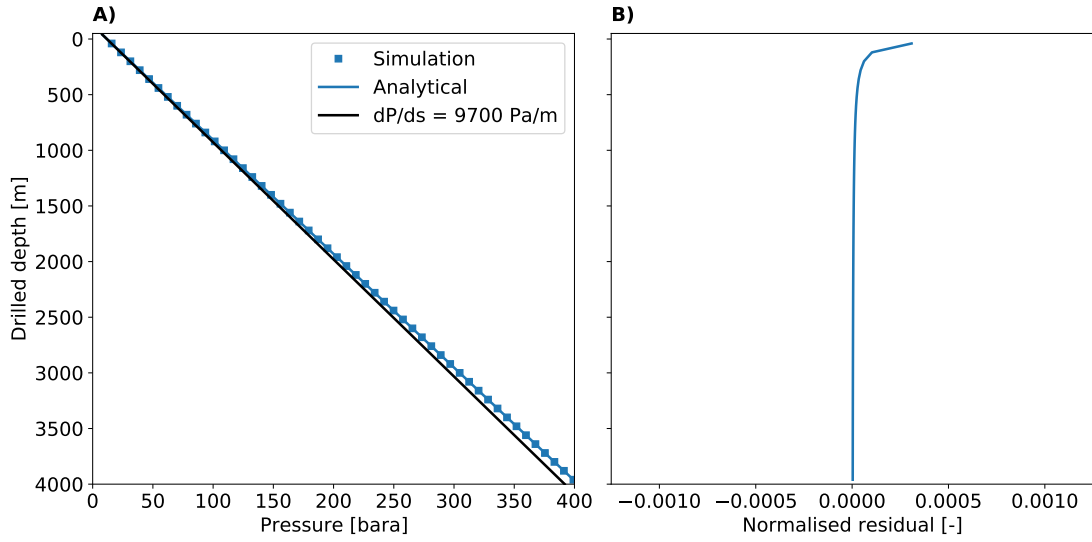 A)
B)
Simulation
Analytical
dP/ds = 9700 Pa/m
0
500
1000
1500
2000
2500
3000
3500
4000
Drilled depth [m]
0 50 100 150 200 250 300 350 400
Pressure [bara]
−0.0010 −0.0005 0.0000 0.0005 0.0010
Normalised residual [-]